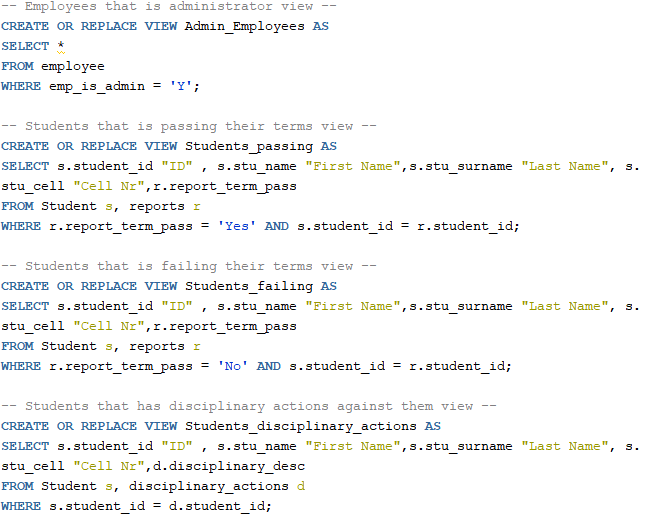 -- Employees that is administrator view --
CREATE OR REPLACE VIEW Admin_Employees AS
SELECT *
FROM employee
WHERE emp_is_admin = 'Y';
-- Students that is passing their terms view --
CREATE OR REPLACE VIEW Students_passing AS
SELECT s.student_id "ID" , s.stu_name "First Name",s.stu_surname "Last Name", s.
stu_cell "Cell Nr",r.report_term_pass
FROM Student s, reports r
WHERE r.report_term_pass = 'Yes' AND s.student_id = r.student_id;
-- Students that is failing their terms view --
CREATE OR REPLACE VIEW Students_failing AS
SELECT s.student_id "ID" , s.stu_name "First Name",s.stu_surname "Last Name", s.
stu_cell "Cell Nr",r.report_term_pass
FROM Student s, reports r
WHERE r.report_term_pass = 'No' AND s.student_id = r.student_id;
-- Students that has disciplinary actions against them view --
CREATE OR REPLACE VIEW Students_disciplinary_actions AS
SELECT s.student_id "ID" , s.stu_name "First Name",s.stu_surname "Last Name", s.
stu_cell "Cell Nr",d.disciplinary_desc
FROM Student s, disciplinary_actions d
WHERE s.student_id = d.student_id;